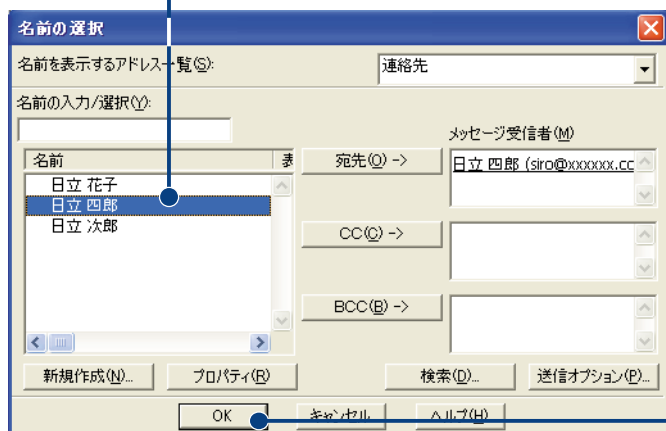 名前の選択
名前を表示するアドレス一覧(S):
連絡先
名前の入力/選択(Y):
メッセージ受信者(M)
名前
表
日立 花子
日立 四郎
日立 次郎
宛先(O) ->
日立 四郎 (siro@xxxxxx.cc
CC(C) ->
BCC(B) ->
新規作成(N)... プロパティ(R) 検索(D)... 送信オプション(P)...
OK キャンセル ヘルプ(H)